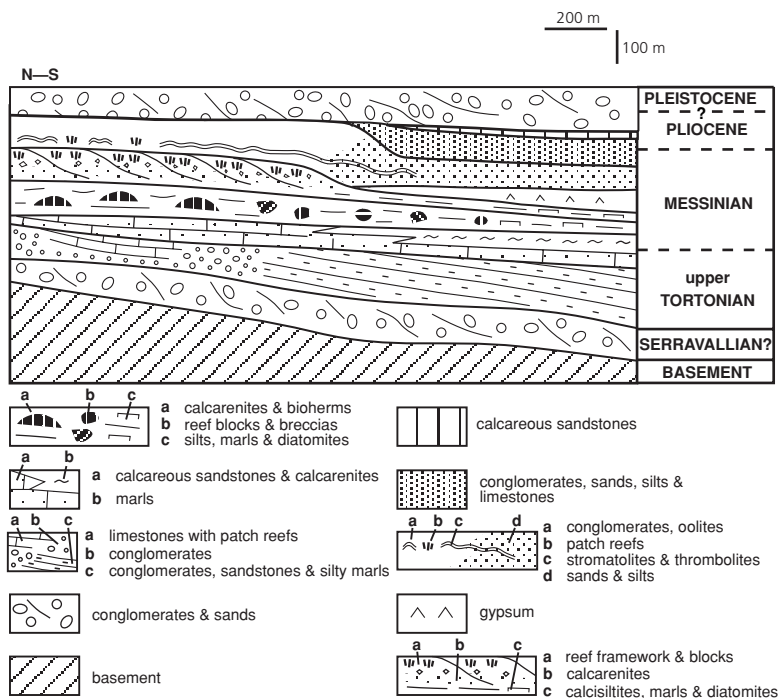 200 m
100 m
N—S
PLEISTOCENE
?
PLIOCENE
MESSINIAN
upper
TORTONIAN
SERRAVALLIAN?
BASEMENT
a b c
a calcarenites & bioherms
b reef blocks & breccias
c silts, marls & diatomites
calcareous sandstones
a b
a calcareous sandstones & calcarenites
b marls
conglomerates, sands, silts &
limestones
a b c
a limestones with patch reefs
b conglomerates
c conglomerates, sandstones & silty marls
a b c d
a conglomerates, oolites
b patch reefs
c stromatolites & thrombolites
d sands & silts
conglomerates & sands
gypsum
basement
a b c
a reef framework & blocks
b calcarenites
c calcisiltites, marls & diatomites